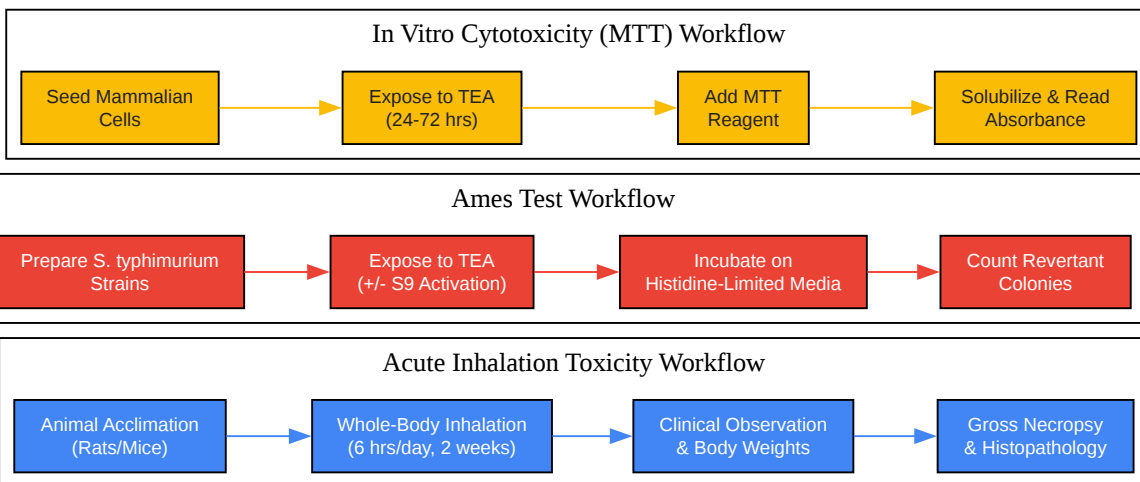 In Vitro Cytotoxicity (MTT) Workflow
Seed Mammalian
Cells
Expose to TEA
(24-72 hrs)
Add MTT
Reagent
Solubilize & Read
Absorbance
Ames Test Workflow
Prepare S. typhimurium
Strains
Expose to TEA
(+/- S9 Activation)
Incubate on
Histidine-Limited Media
Count Revertant
Colonies
Acute Inhalation Toxicity Workflow
Animal Acclimation
(Rats/Mice)
Whole-Body Inhalation
(6 hrs/day, 2 weeks)
Clinical Observation
& Body Weights
Gross Necropsy
& Histopathology